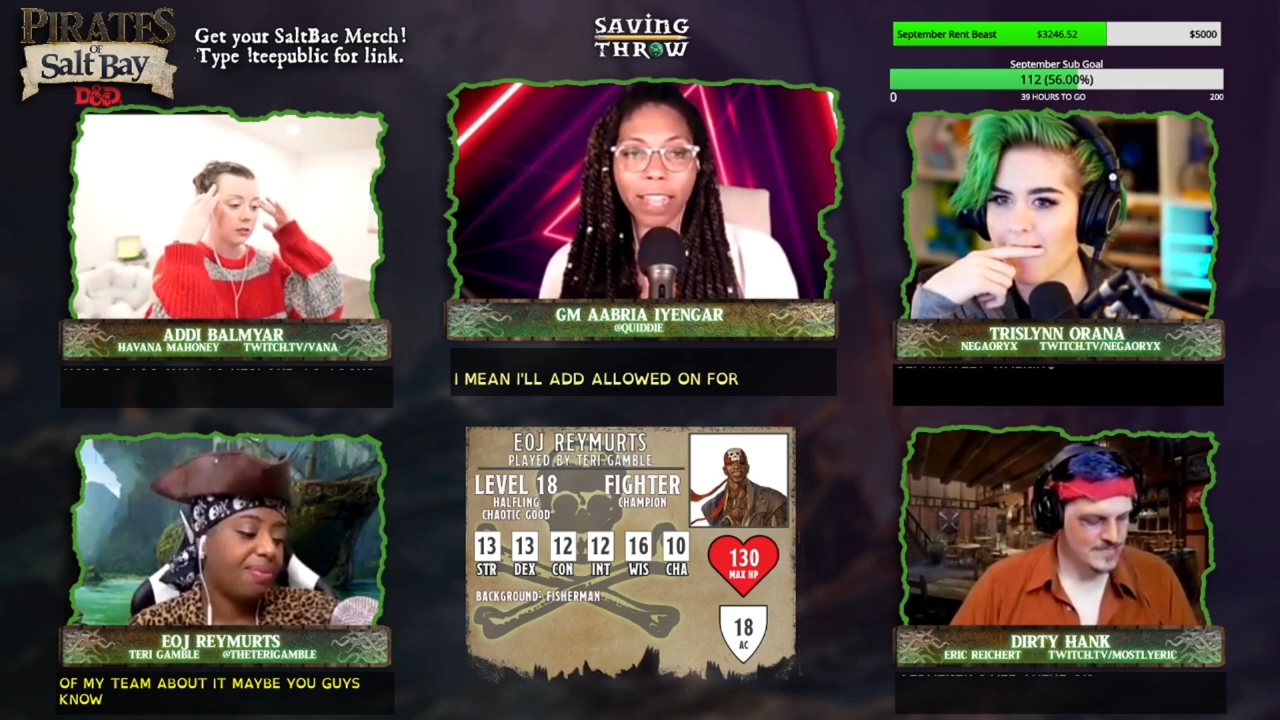 PIRATES
OF
Salt Bay
D&D
Get your SaltBae Merch!
Type !teepublic for link.
SAVING
THROW
September Rent Beast $3246.52 $5000
September Sub Goal
112 (56.00%)
0 39 HOURS TO GO 200
ADDI BALMYAR
HAVANA MAHONEY TWITCH.TV/VANA
GM AABRIA IYENGAR
@QUIDDIE
I MEAN I'LL ADD ALLOWED ON FOR
TRISLYNN ORANA
NEGAORYX TWITCH.TV/NEGAORYX
EOJ REYMURTS
PLAYED BY TERI GAMBLE
LEVEL 18 FIGHTER
HALFLING CHAMPION
CHAOTIC GOOD
13 13 12 12 16 10
STR DEX CON INT WIS CHA
BACKGROUND: FISHERMAN
130
MAX HP
18
AC
EOJ REYMURTS
TERI GAMBLE @THETERIGAMBLE
OF MY TEAM ABOUT IT MAYBE YOU GUYS
KNOW
DIRTY HANK
ERIC REICHERT TWITCH.TV/MOSTLYERIC